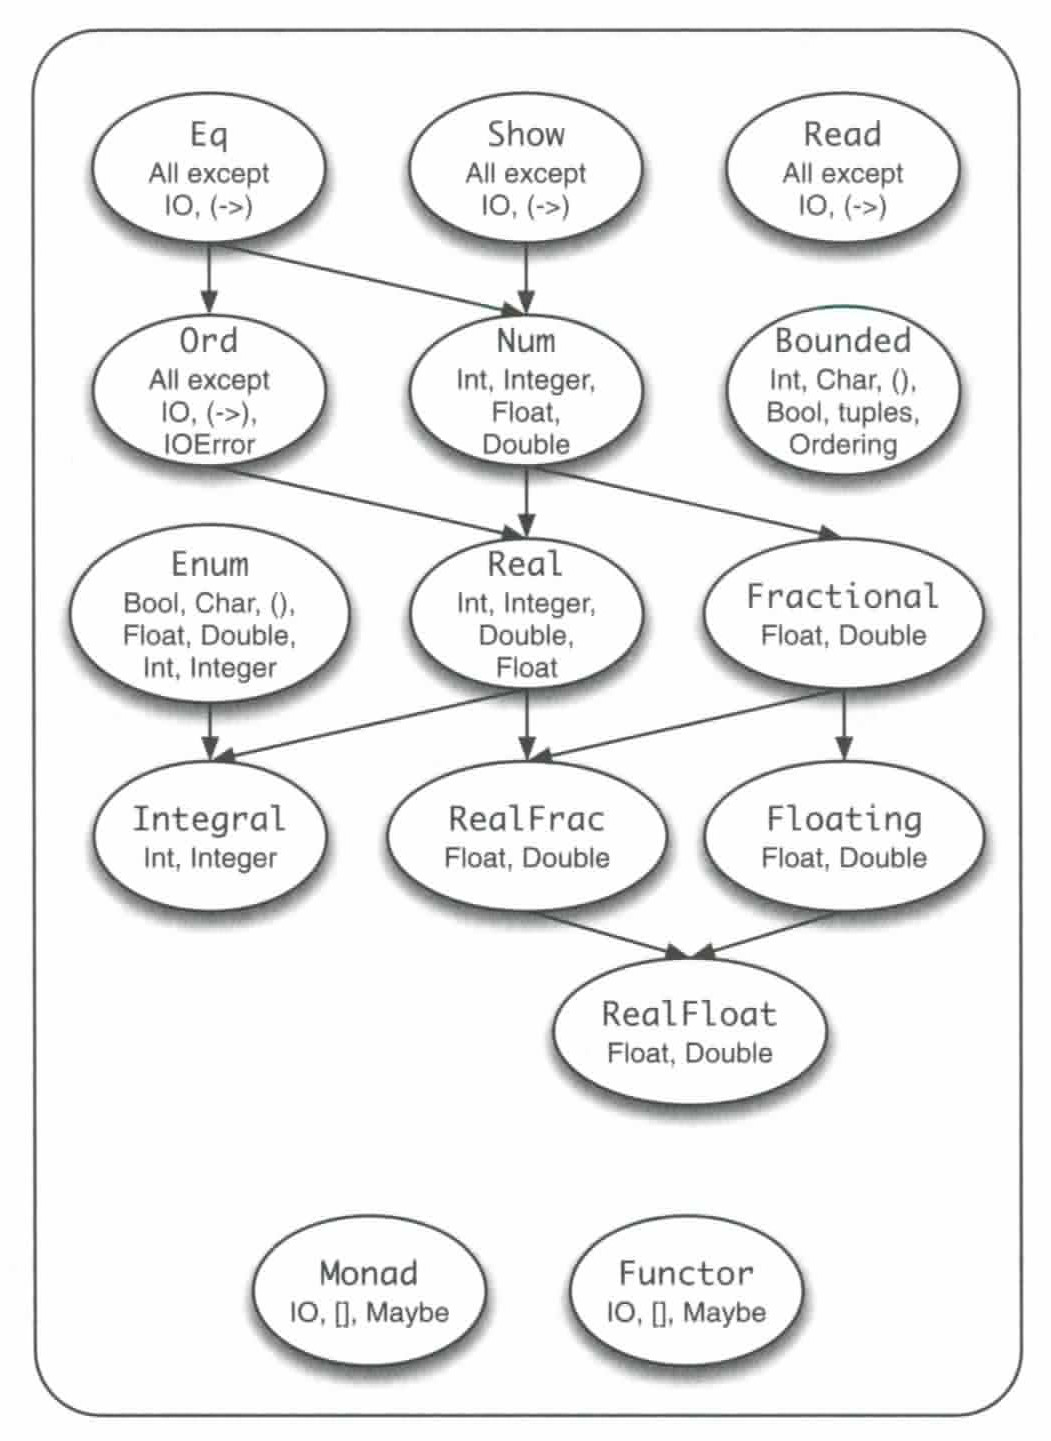 Eq
All except
IO, (->)
Show
All except
IO, (->)
Read
All except
IO, (->)
Ord
All except
IO, (->),
IOError
Num
Int, Integer,
Float,
Double
Bounded
Int, Char, (),
Bool, tuples,
Ordering
Enum
Bool, Char, (),
Float, Double,
Int, Integer
Real
Int, Integer,
Double,
Float
Fractional
Float, Double
Integral
Int, Integer
RealFrac
Float, Double
Floating
Float, Double
RealFloat
Float, Double
Monad
IO, [], Maybe
Functor
IO, [], Maybe